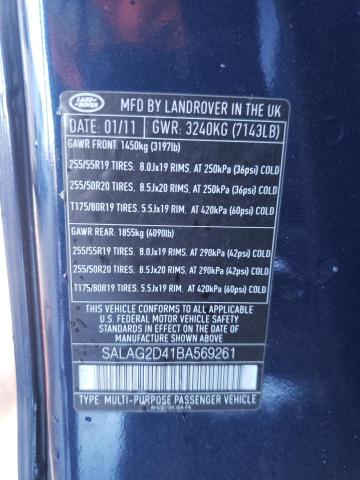 LAND
ROVER
MFD BY LANDROVER IN THE UK
DATE: 01/11 GWR: 3240KG (7143LB)
GAWR FRONT: 1450kg (3197lb)
255/55R19 TIRES. 8.0Jx19 RIMS, AT 250kPA (36psi) COLD
255/50R20 TIRES. 8.5Jx20 RIMS, AT 250kPA (36psi) COLD
T175/80R19 TIRES. 5.5Jx19 RIM, AT 420kPA (60psi) COLD
GAWR REAR: 1855kg (4090lb)
255/55R19 TIRES. 8.0Jx19 RIMS, AT 290kPA (42psi) COLD
255/50R20 TIRES. 8.5Jx20 RIMS, AT 290kPA (42psi) COLD
T175/80R19 TIRES. 5.5Jx19 RIM, AT 420kPA (60psi) COLD
THIS VEHICLE CONFORMS TO ALL APPLICABLE
U.S. FEDERAL MOTOR VEHICLE SAFETY
STANDARDS IN EFFECT ON THE DATE OF
MANUFACTURE SHOWN ABOVE
SALAG2D41BA569261
TYPE: MULTI-PURPOSE PASSENGER VEHICLE